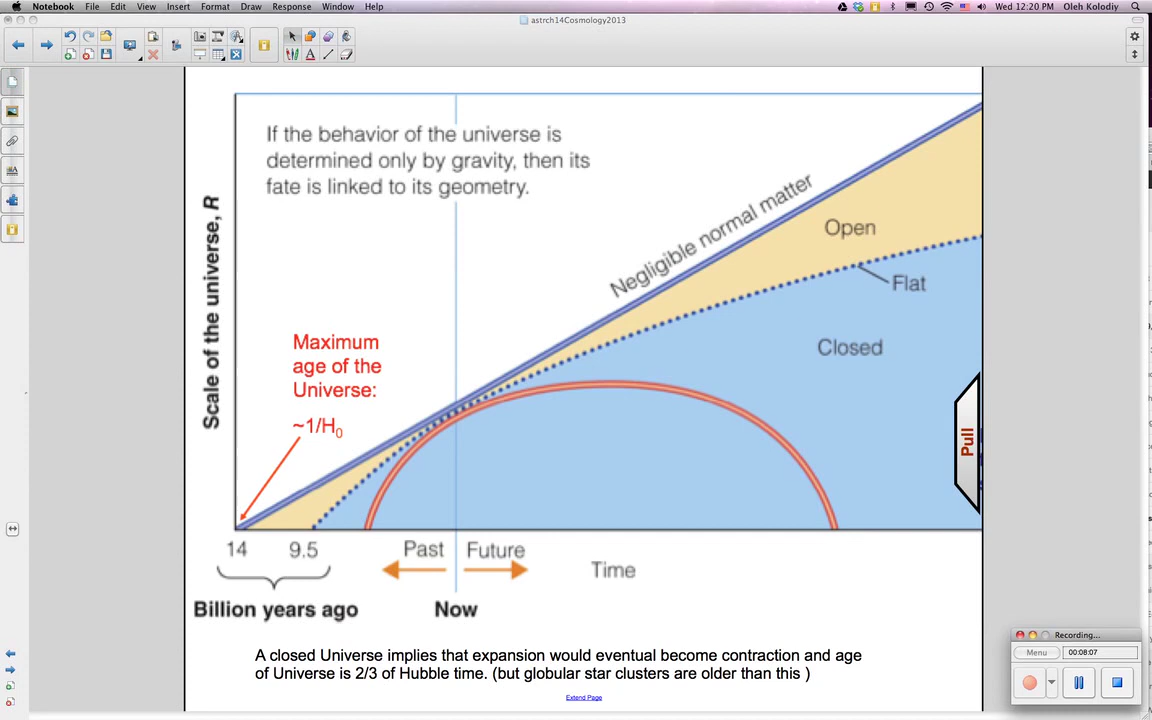 Notebook File Edit View Insert Format Draw Response Window Help Wed 12:20 PM Oleh Kolodiy
astrch14Cosmology2013
If the behavior of the universe is
determined only by gravity, then its
fate is linked to its geometry.
Negligible normal matter
Open
Flat
Closed
Scale of the universe, R
Maximum
age of the
Universe:
~1/H0
Pull
14 9.5 Past Future
Time
Billion years ago Now
A closed Universe implies that expansion would eventual become contraction and age
of Universe is 2/3 of Hubble time. (but globular star clusters are older than this )
Extend Page
Recording...
Menu 00:08:07